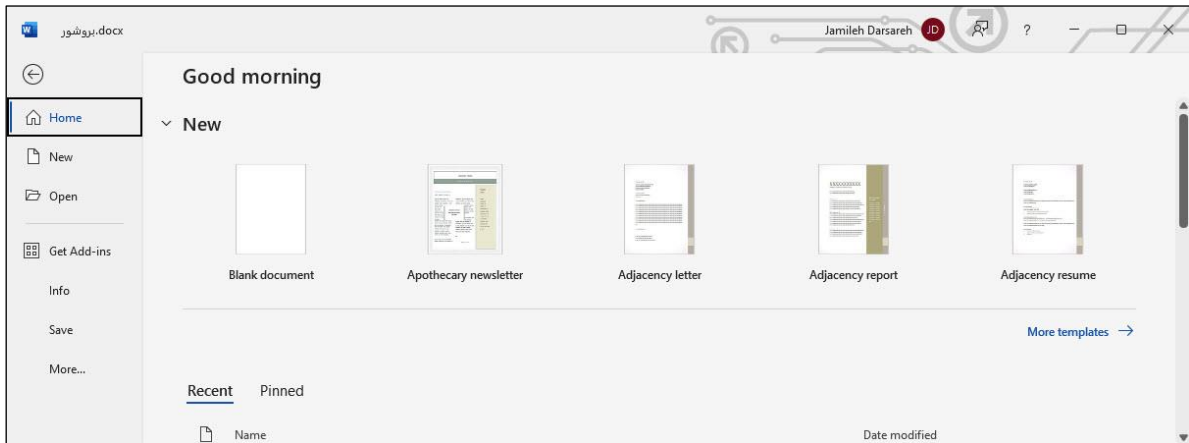 بروشور.docx
Jamileh Darsareh JD ?
Good morning
Home
New
Open
Get Add-ins
Info
Save
More...
New
Blank document
Apothecary newsletter
Adjacency letter
Adjacency report
Adjacency resume
More templates
Recent Pinned
Name Date modified